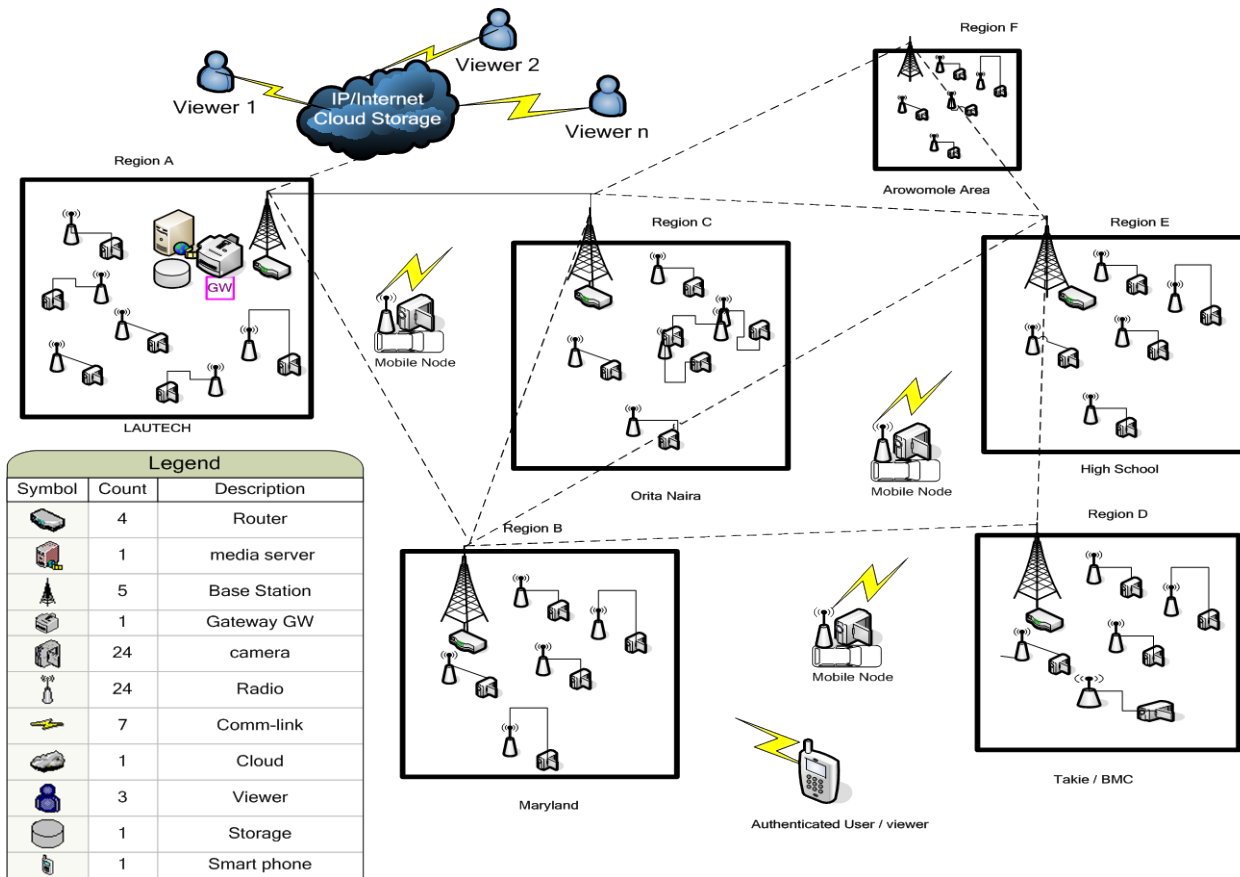 Region F
Viewer 2
IP/Internet
Cloud Storage
Viewer 1
Viewer n
Region A
Arowomole Area
Region C
Region E
GW
Mobile Node
LAUTECH
High School
Mobile Node
Orita Naira
Region B
Region D
Mobile Node
Maryland
Takie / BMC
Authenticated User / viewer
Legend
Symbol Count Description
4 Router
1 media server
5 Base Station
1 Gateway GW
24 camera
24 Radio
7 Comm-link
1 Cloud
3 Viewer
1 Storage
1 Smart phone